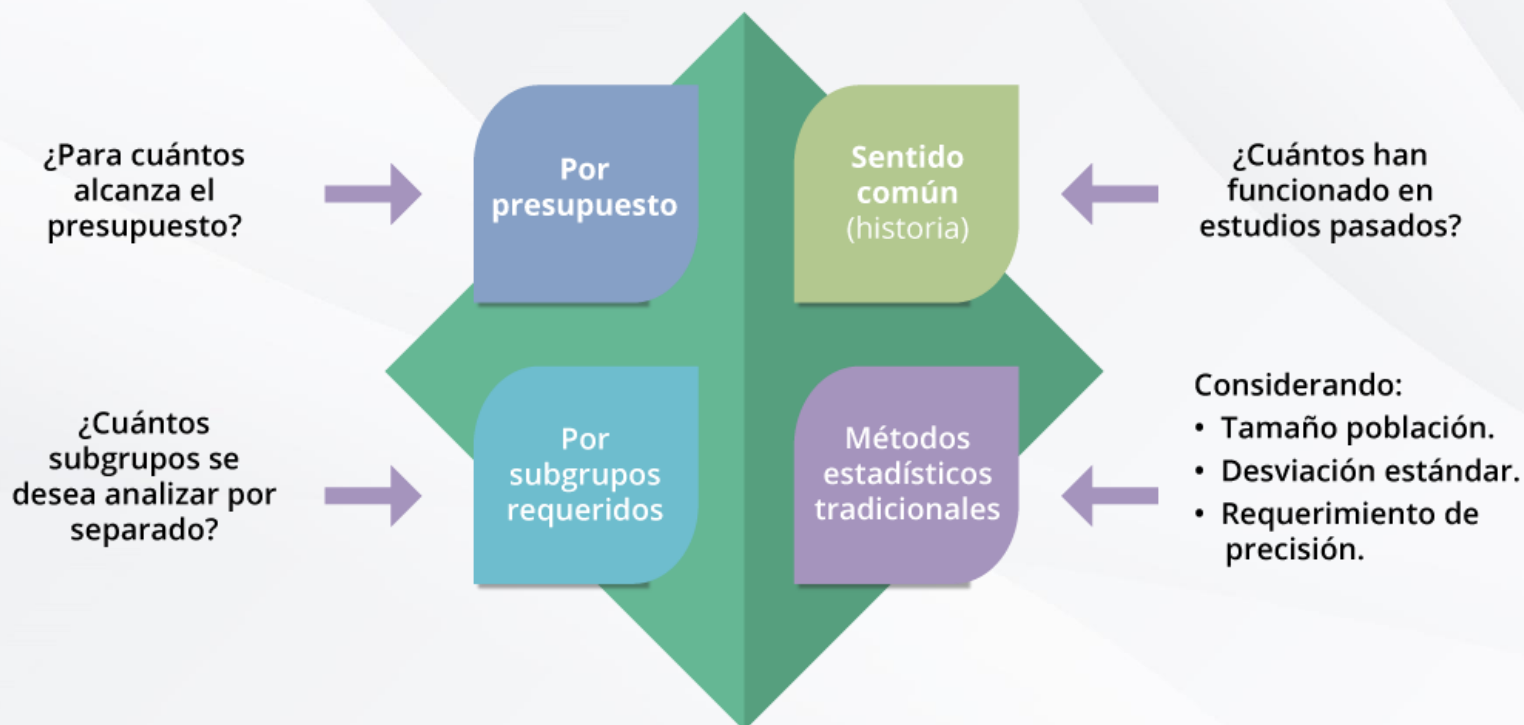 ¿Para cuántos
alcanza el
presupuesto?
Por
presupuesto
Sentido
común
(historia)
¿Cuántos han
funcionado en
estudios pasados?
¿Cuántos
subgrupos se
desea analizar por
separado?
Por
subgrupos
requeridos
Métodos
estadísticos
tradicionales
Considerando:
• Tamaño población.
• Desviación estándar.
• Requerimiento de
precisión.